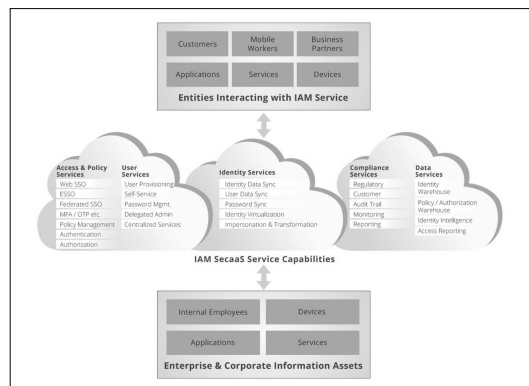 Customers
Mobile
Workers
Business
Partners
Applications
Services
Devices
Entities Interacting with IAM Service
Access & Policy
Services
Web SSO
ESSO
Federated SSO
MFA / OTP etc.
Policy Management
Authentication
Authorization
User
Services
User Provisioning
Self-Service
Password Mgmt.
Delegated Admin
Centralized Services
Identity Services
Identity Data Sync
User Data Sync
Password Sync
Identity Virtualization
Impersonation & Transformation
Compliance
Services
Regulatory
Customer
Audit Trail
Monitoring
Reporting
Data
Services
Identity
Warehouse
Policy / Authorization
Warehouse
Identity Intelligence
Access Reporting
IAM SecaaS Service Capabilities
Internal Employees
Devices
Applications
Services
Enterprise & Corporate Information Assets